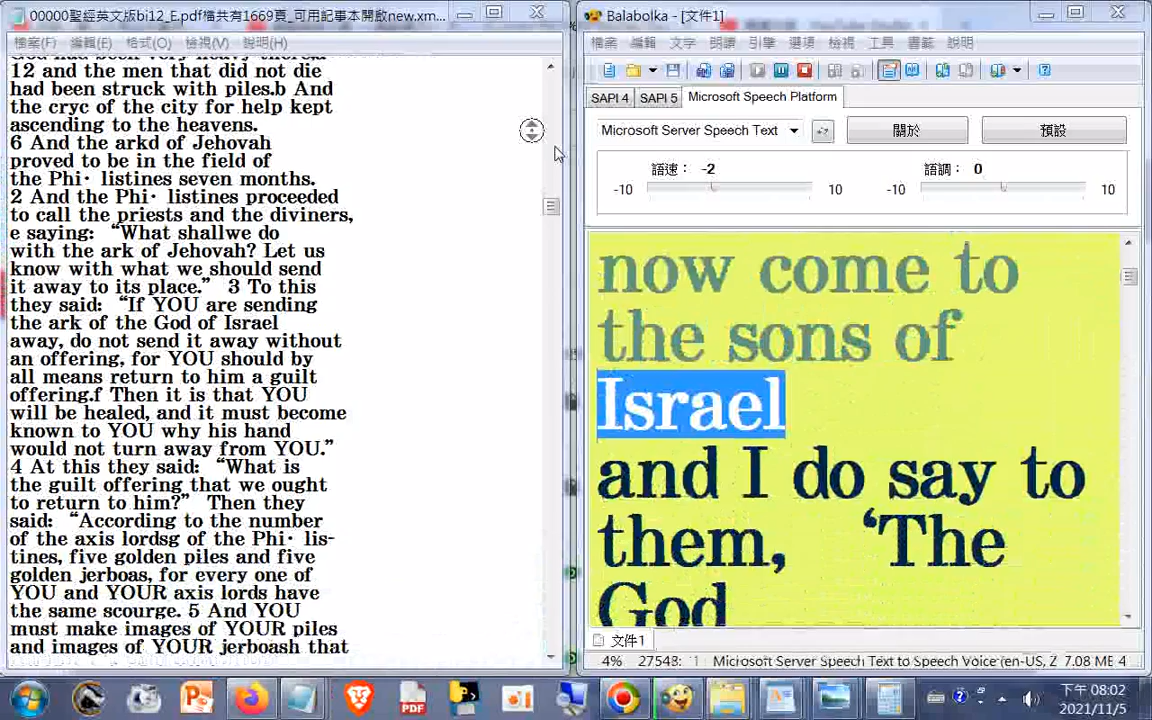 00000聖經英文版bi12_E.pdf檔共有1669頁_可用記事本開啟new.xm...
檔案(F) 編輯(E) 格式(O) 檢視(V) 說明(H)
12 and the men that did not die
had been struck with piles.b And
the cryc of the city for help kept
ascending to the heavens.
6 And the arkd of Jehovah
proved to be in the field of
the Phi· listines seven months.
2 And the Phi· listines proceeded
to call the priests and the diviners,
e saying: “What shallwe do
with the ark of Jehovah? Let us
know with what we should send
it away to its place.” 3 To this
they said: “If YOU are sending
the ark of the God of Israel
away, do not send it away without
an offering, for YOU should by
all means return to him a guilt
offering.f Then it is that YOU
will be healed, and it must become
known to YOU why his hand
would not turn away from YOU.”
4 At this they said: “What is
the guilt offering that we ought
to return to him?” Then they
said: “According to the number
of the axis lordsg of the Phi· lis-
tines, five golden piles and five
golden jerboas, for every one of
YOU and YOUR axis lords have
the same scourge. 5 And YOU
must make images of YOUR piles
and images of YOUR jerboash that
Balabolka - [文件1]
檔案 編輯 文字 朗讀 引擎 選項 檢視 工具 書籤 說明
SAPI 4 SAPI 5 Microsoft Speech Platform
Microsoft Server Speech Text 關於 預設
語速: -2 語調: 0
-10 10 -10 10
now come to
the sons of
Israel
and I do say to
them, ‘The
God
文件1
4% 27548: 1 Microsoft Server Speech Text to Speech Voice (en-US, Z 7.08 MB 4
PDF
下午 08:02
2021/11/5